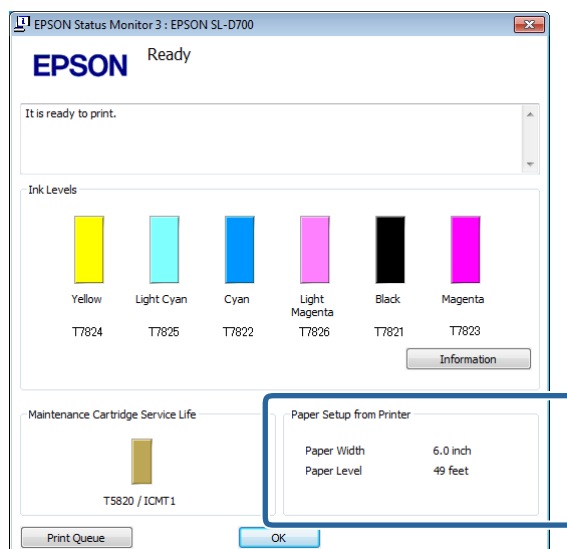 EPSON Status Monitor 3 : EPSON SL-D700
EPSON
Ready
It is ready to print.
Ink Levels
Yellow Light Cyan Cyan Light Magenta Black Magenta
T7824 T7825 T7822 T7826 T7821 T7823
Information
Maintenance Cartridge Service Life
T5820 / ICMT1
Paper Setup from Printer
Paper Width 6.0 inch
Paper Level 49 feet
Print Queue
OK